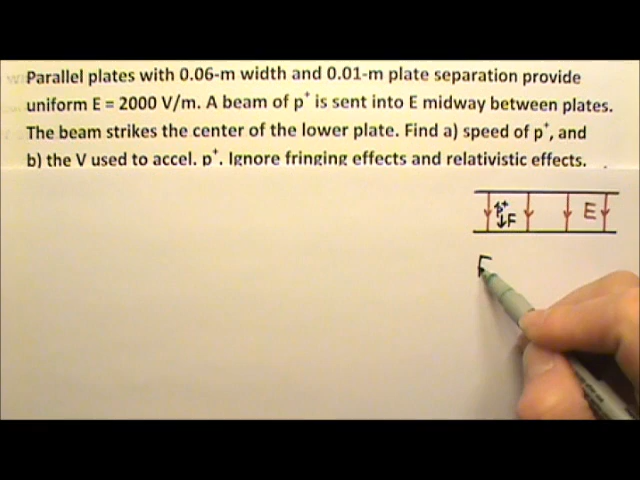 Parallel plates with 0.06-m width and 0.01-m plate separation provide
uniform E = 2000 V/m. A beam of p⁺ is sent into E midway between plates.
The beam strikes the center of the lower plate. Find a) speed of p⁺, and
b) the V used to accel. p⁺. Ignore fringing effects and relativistic effects.
p⁺ E
↓F
F